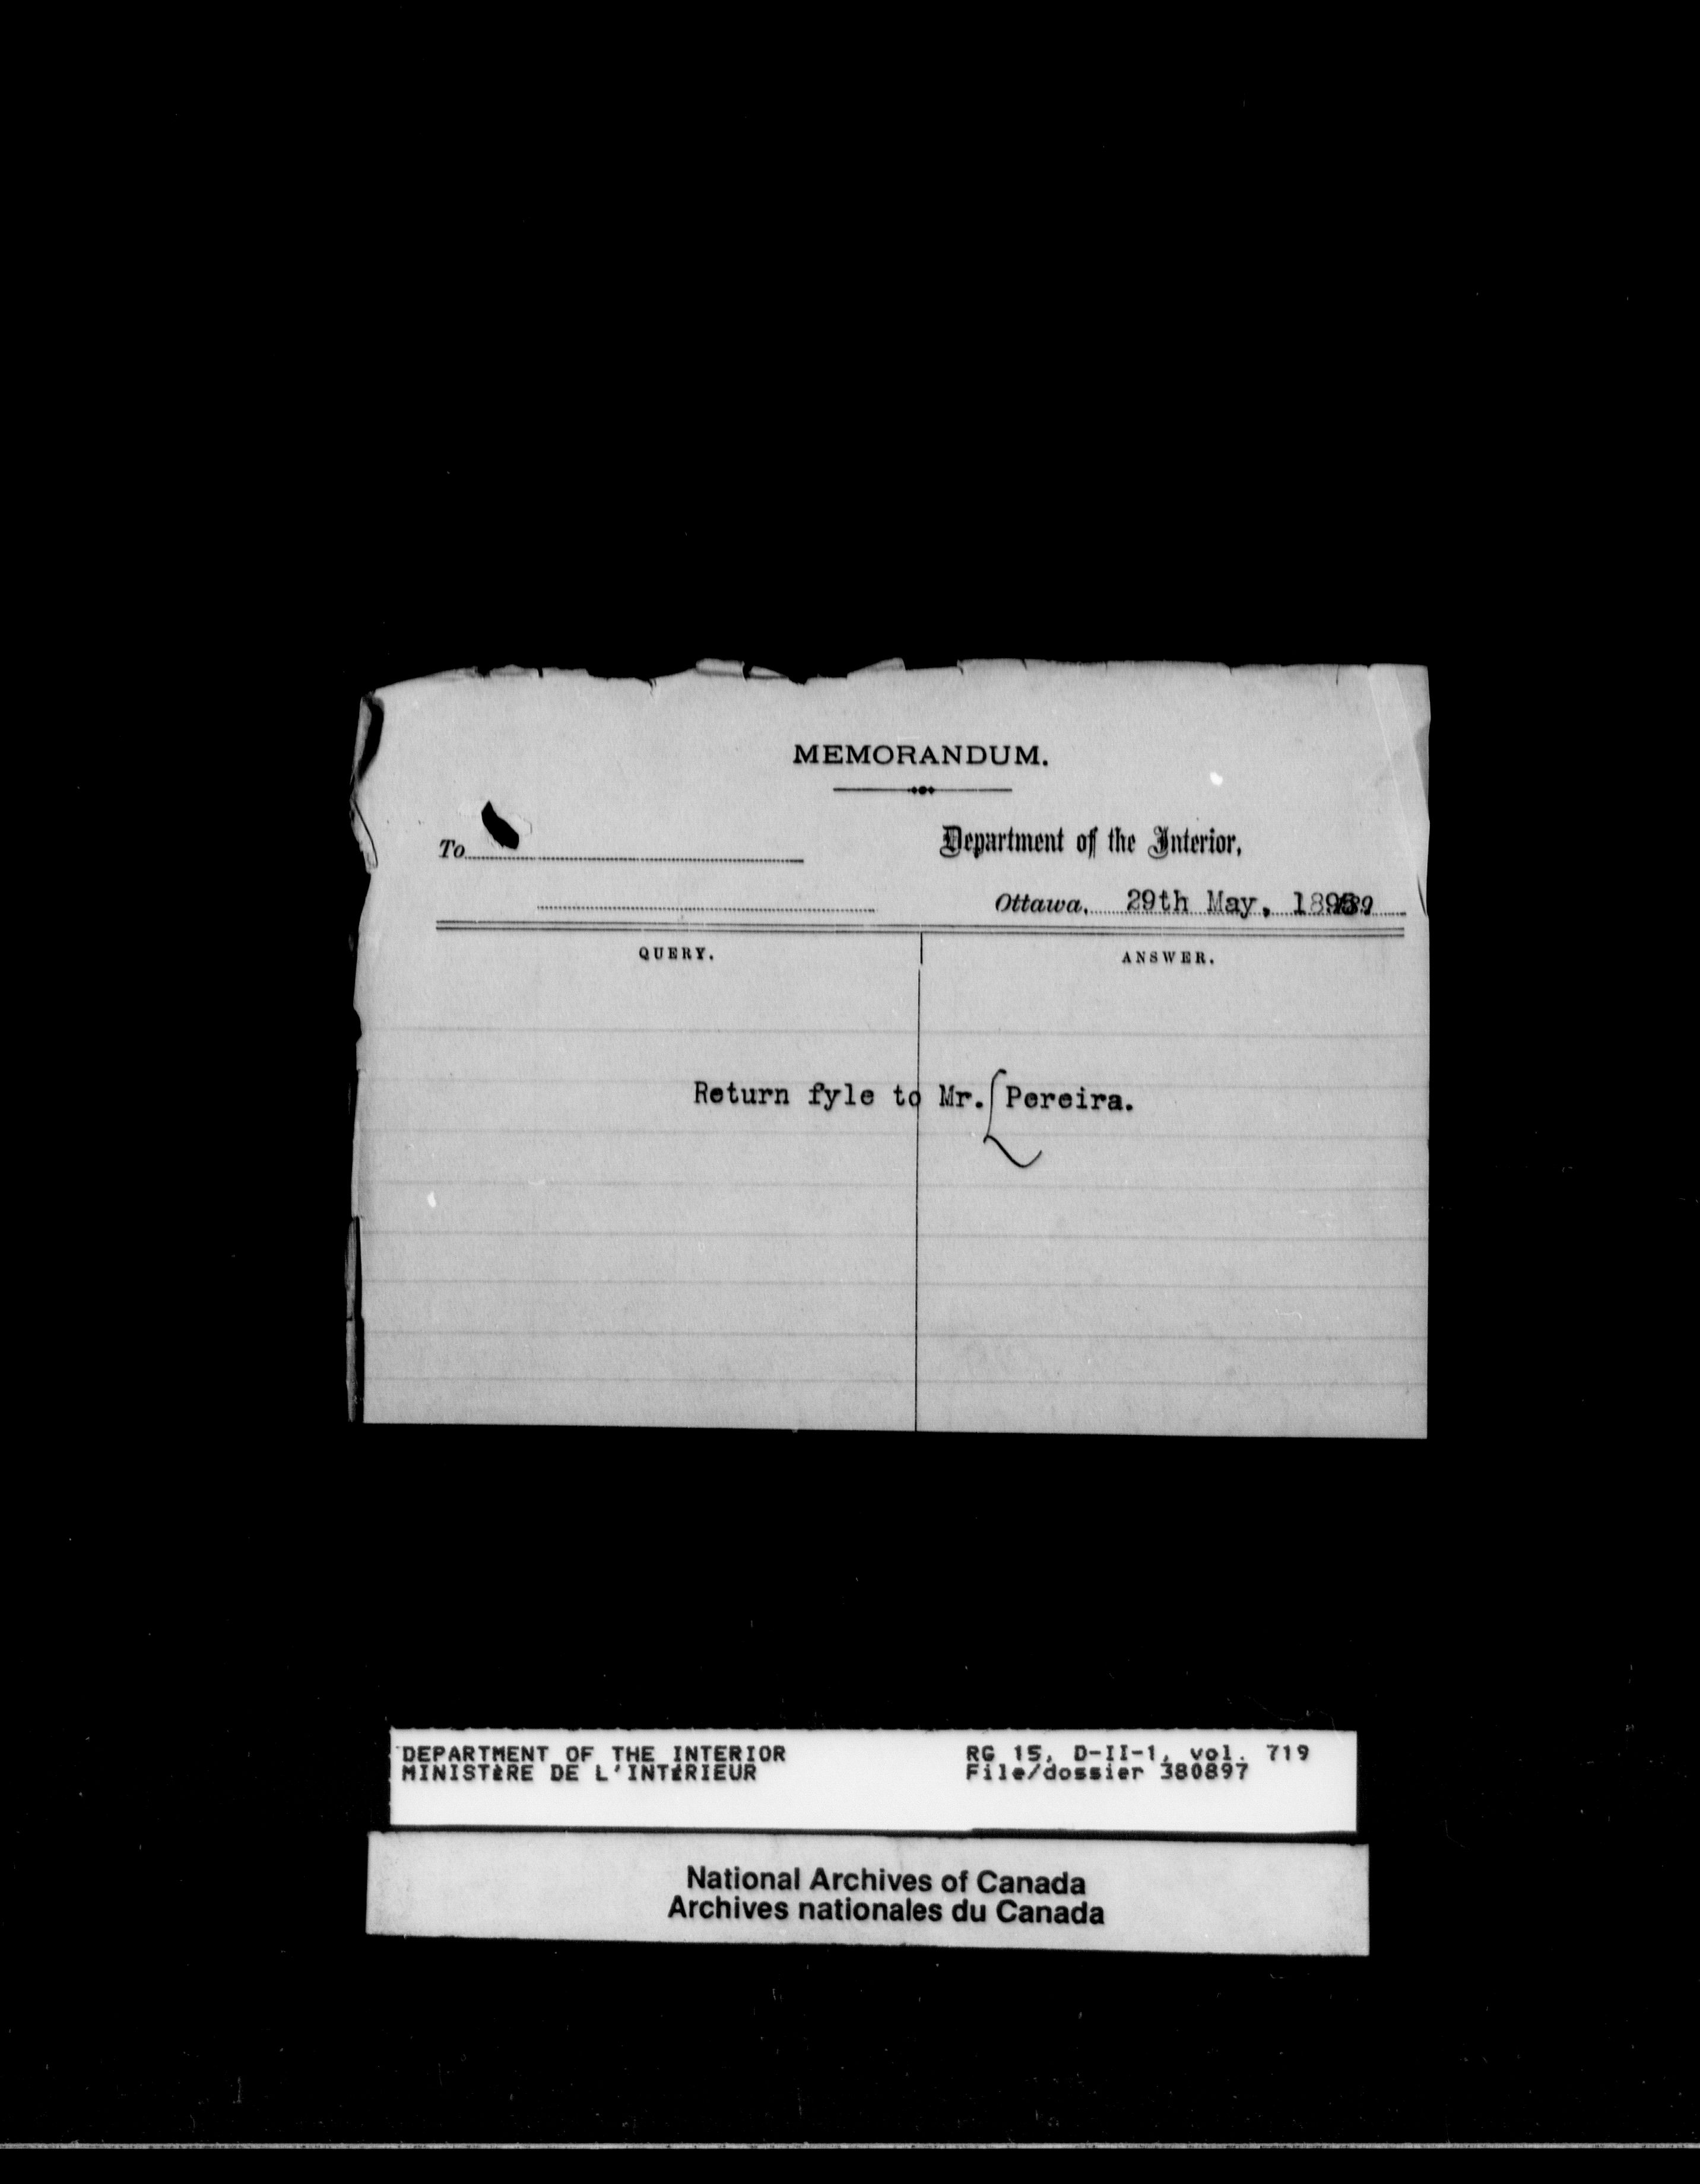 MEMORANDUM.
To
Department of the Interior,
Ottawa, 29th May,
QUERY.
ANSWER.
Return fyle to Mr. Pereira.
DEPARTMENT OF THE INTERIOR
MINISTÈRE DE L'INTÉRIEUR
RG 15, D-II-1, vol. 719
File/dossier 380897
National Archives of Canada
Archives nationales du Canada